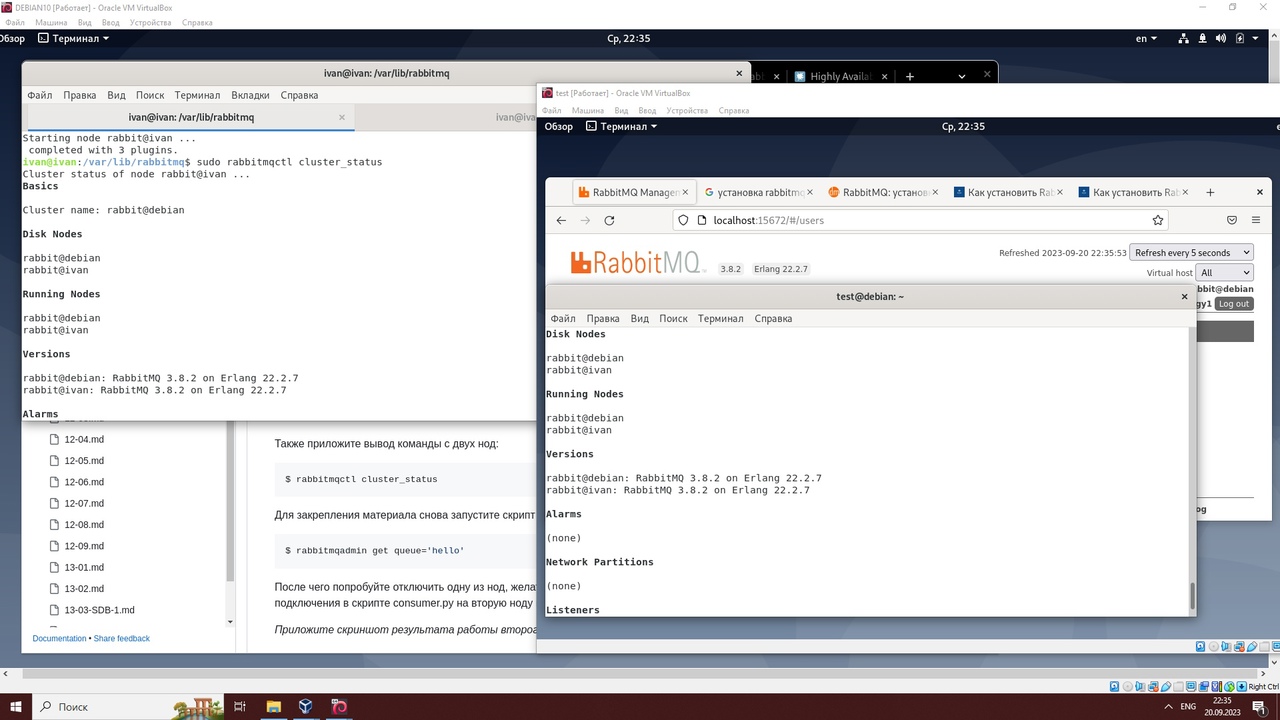 DEBIAN10 [Работает] - Oracle VM VirtualBox
Файл Машина Вид Ввод Устройства Справка
Обзор Терминал Ср, 22:35 en
ivan@ivan: /var/lib/rabbitmq
Highly Availa
Файл Правка Вид Поиск Терминал Вкладки Справка
ivan@ivan: /var/lib/rabbitmq ivan@iva
Starting node rabbit@ivan ...
completed with 3 plugins.
ivan@ivan:/var/lib/rabbitmq$ sudo rabbitmqctl cluster_status
Cluster status of node rabbit@ivan ...
Basics
Cluster name: rabbit@debian
Disk Nodes
rabbit@debian
rabbit@ivan
Running Nodes
rabbit@debian
rabbit@ivan
Versions
rabbit@debian: RabbitMQ 3.8.2 on Erlang 22.2.7
rabbit@ivan: RabbitMQ 3.8.2 on Erlang 22.2.7
Alarms
12-04.md
12-05.md
12-06.md
12-07.md
12-08.md
12-09.md
13-01.md
13-02.md
13-03-SDB-1.md
Documentation • Share feedback
Также приложите вывод команды с двух нод:
$ rabbitmqctl cluster_status
Для закрепления материала снова запустите скрипт
$ rabbitmqadmin get queue='hello'
После чего попробуйте отключить одну из нод, жела
подключения в скрипте consumer.py на вторую ноду
Приложите скриншот результата работы второг
test [Работает] - Oracle VM VirtualBox
Файл Машина Вид Ввод Устройства Справка
Обзор Терминал Ср, 22:35
RabbitMQ Manage установка rabbitmq RabbitMQ: установ Как установить Rab Как установить Rab
localhost:15672/#/users
RabbitMQ 3.8.2 Erlang 22.2.7
Refreshed 2023-09-20 22:35:53 Refresh every 5 seconds
Virtual host All
bbit@debian
gy1 Log out
test@debian: ~
Файл Правка Вид Поиск Терминал Справка
Disk Nodes
rabbit@debian
rabbit@ivan
Running Nodes
rabbit@debian
rabbit@ivan
Versions
rabbit@debian: RabbitMQ 3.8.2 on Erlang 22.2.7
rabbit@ivan: RabbitMQ 3.8.2 on Erlang 22.2.7
Alarms
(none)
Network Partitions
(none)
Listeners
og
Right Ctrl
Поиск
ENG
22:35
20.09.2023